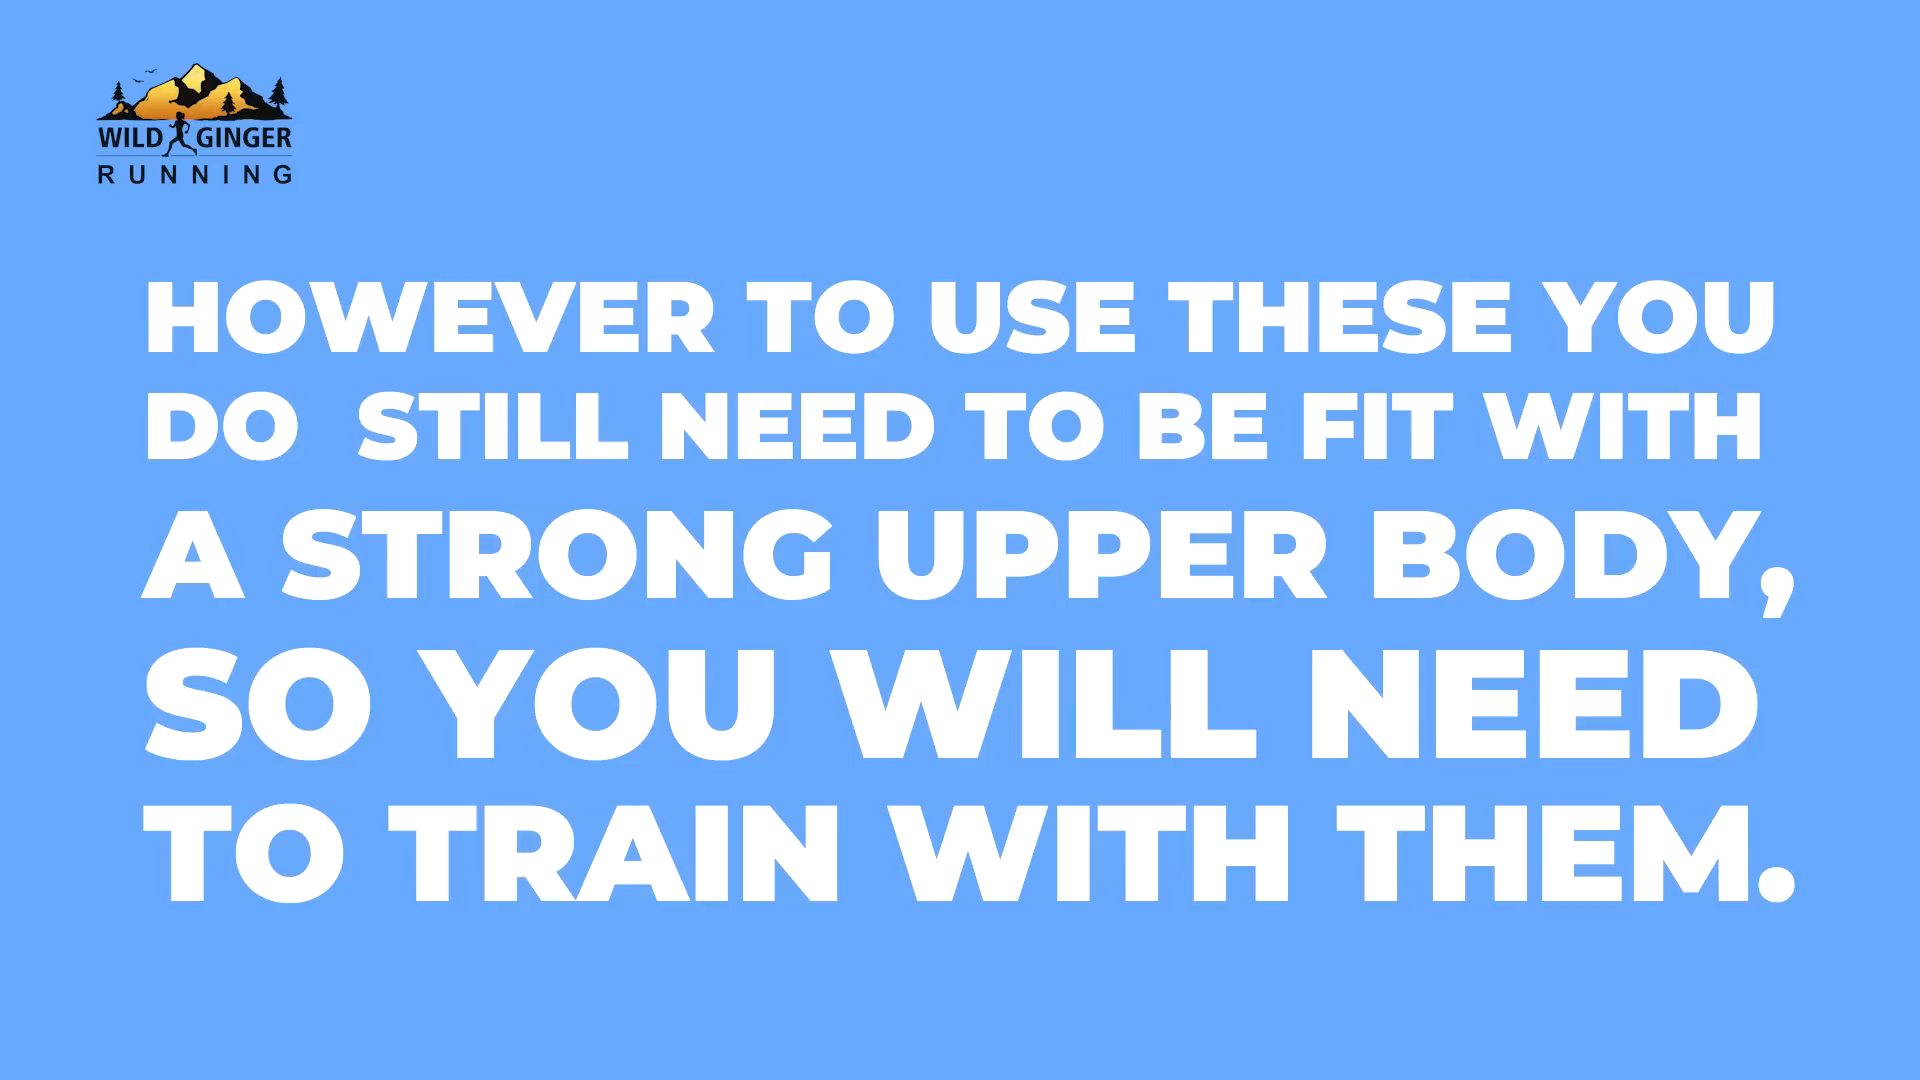 WILD GINGER
RUNNING
HOWEVER TO USE THESE YOU
DO STILL NEED TO BE FIT WITH
A STRONG UPPER BODY,
SO YOU WILL NEED
TO TRAIN WITH THEM.